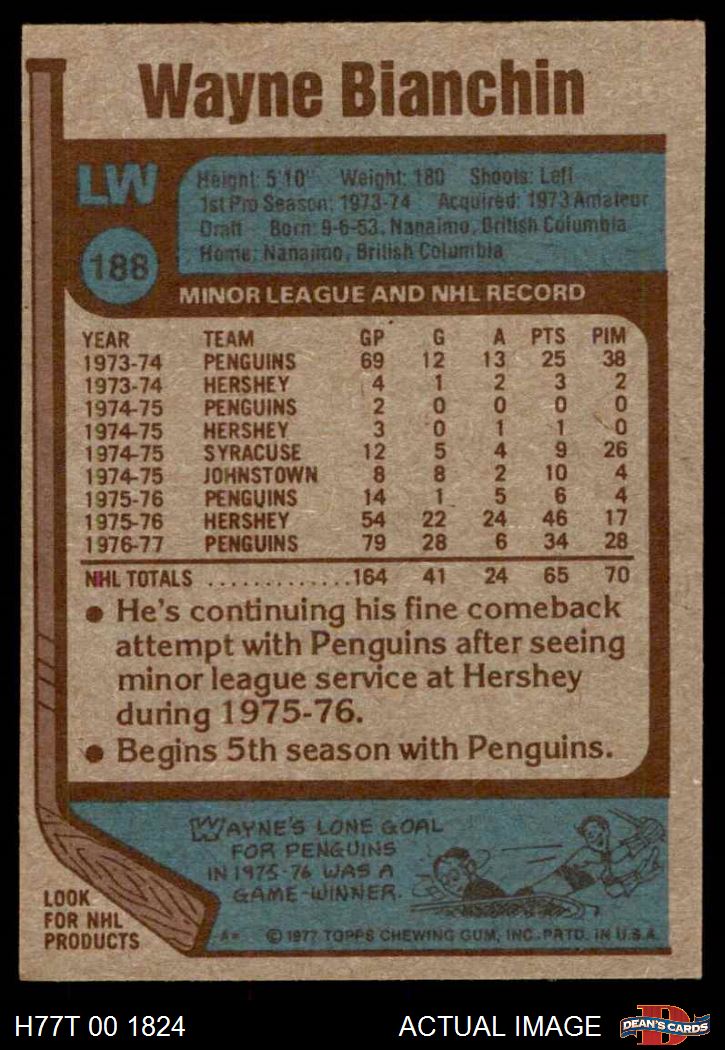 Wayne Bianchin
LW
Height: 5'10" Weight: 180 Shoots: Left
1st Pro Season: 1973-74 Acquired: 1973 Amateur
Draft Born: 9-6-53, Nanaimo, British Columbia
Home: Nanaimo, British Columbia
188
MINOR LEAGUE AND NHL RECORD
YEAR TEAM GP G A PTS PIM
1973-74 PENGUINS 69 12 13 25 38
1973-74 HERSHEY 4 1 2 3 2
1974-75 PENGUINS 2 0 0 0 0
1974-75 HERSHEY 3 0 1 1 0
1974-75 SYRACUSE 12 5 4 9 26
1974-75 JOHNSTOWN 8 8 2 10 4
1975-76 PENGUINS 14 1 5 6 4
1975-76 HERSHEY 54 22 24 46 17
1976-77 PENGUINS 79 28 6 34 28
NHL TOTALS .............164 41 24 65 70
● He's continuing his fine comeback
attempt with Penguins after seeing
minor league service at Hershey
during 1975-76.
● Begins 5th season with Penguins.
WAYNE'S LONE GOAL
FOR PENGUINS
IN 1975-76 WAS A
GAME-WINNER.
LOOK
FOR NHL
PRODUCTS
A* © 1977 TOPPS CHEWING GUM, INC. PRTD. IN U.S.A.
H77T 00 1824 ACTUAL IMAGE
D
DEAN'S CARDS